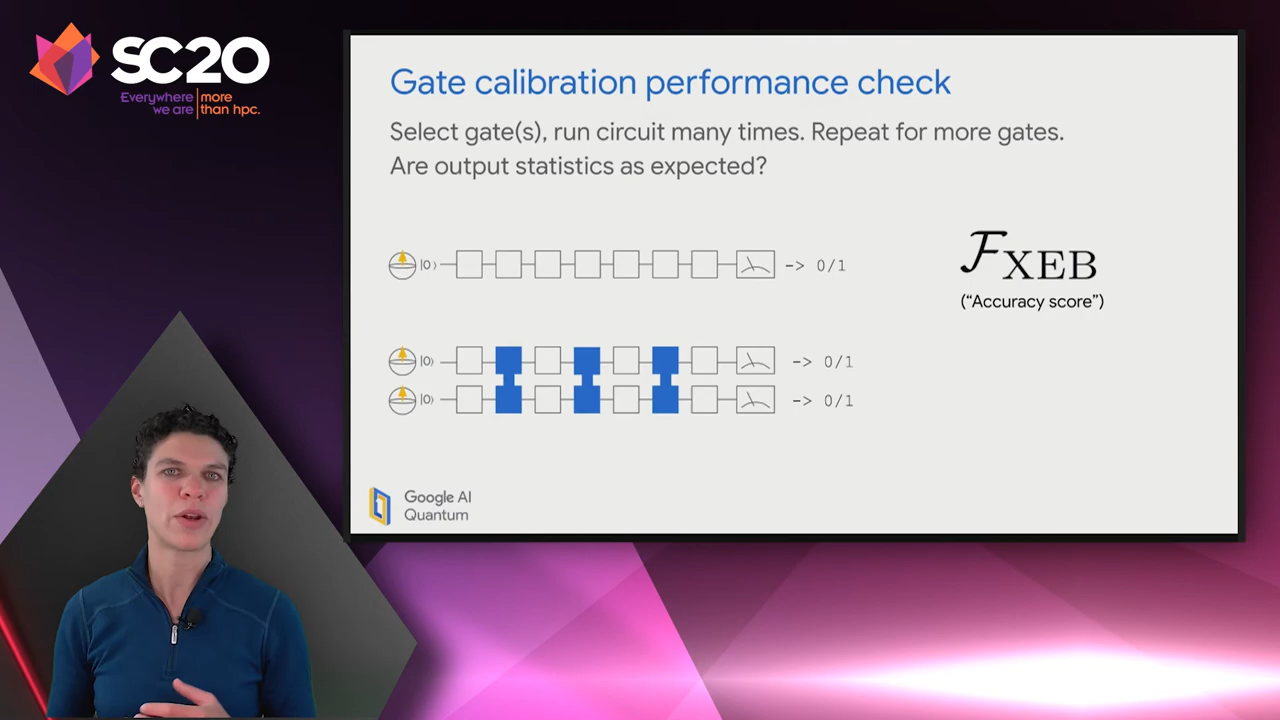 SC20
Everywhere more
we are than hpc.
Gate calibration performance check
Select gate(s), run circuit many times. Repeat for more gates.
Are output statistics as expected?
|0⟩ -> 0/1
ℱXEB
("Accuracy score")
|0⟩ -> 0/1
|0⟩ -> 0/1
Google AI
Quantum